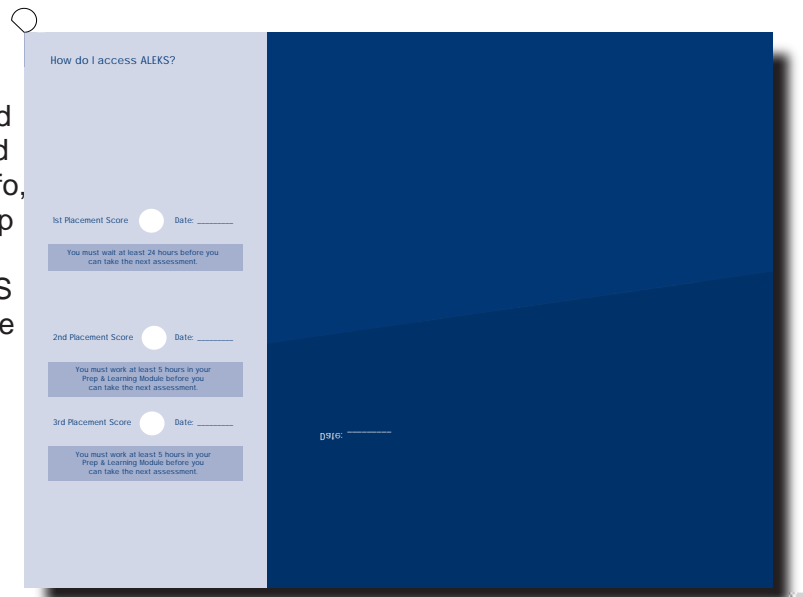 How do I access ALEKS?
d
d
fo,
p
S
e
1st Placement Score Date: ________
You must wait at least 24 hours before you
can take the next assessment.
2nd Placement Score Date: ________
You must work at least 5 hours in your
Prep & Learning Module before you
can take the next assessment.
3rd Placement Score Date: ________
You must work at least 5 hours in your
Prep & Learning Module before you
can take the next assessment.
Date: ________